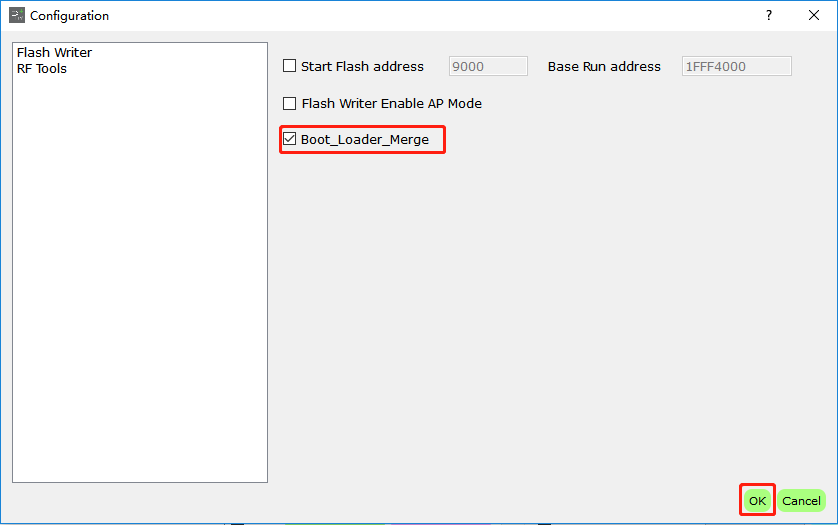 Configuration
?
Flash Writer
RF Tools
Start Flash address 9000 Base Run address 1FFF4000
Flash Writer Enable AP Mode
Boot_Loader_Merge
OK Cancel